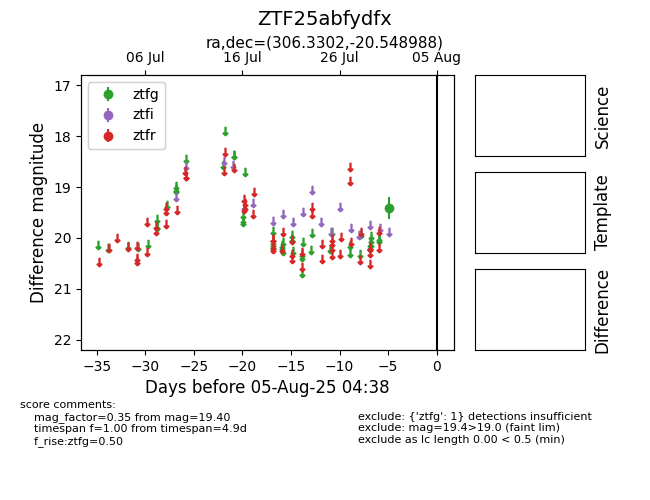 ZTF25abfydfx
ra,dec=(306.3302,-20.548988)
06 Jul 16 Jul 26 Jul 05 Aug
ztfg
ztfi
ztfr
17
18
19
20
21
22
Difference magnitude
−35 −30 −25 −20 −15 −10 −5 0
Days before 05-Aug-25 04:38
Science
Template
Difference
score comments:
mag_factor=0.35 from mag=19.40
timespan f=1.00 from timespan=4.9d
f_rise:ztfg=0.50
exclude: {'ztfg': 1} detections insufficient
exclude: mag=19.4>19.0 (faint lim)
exclude as lc length 0.00 < 0.5 (min)